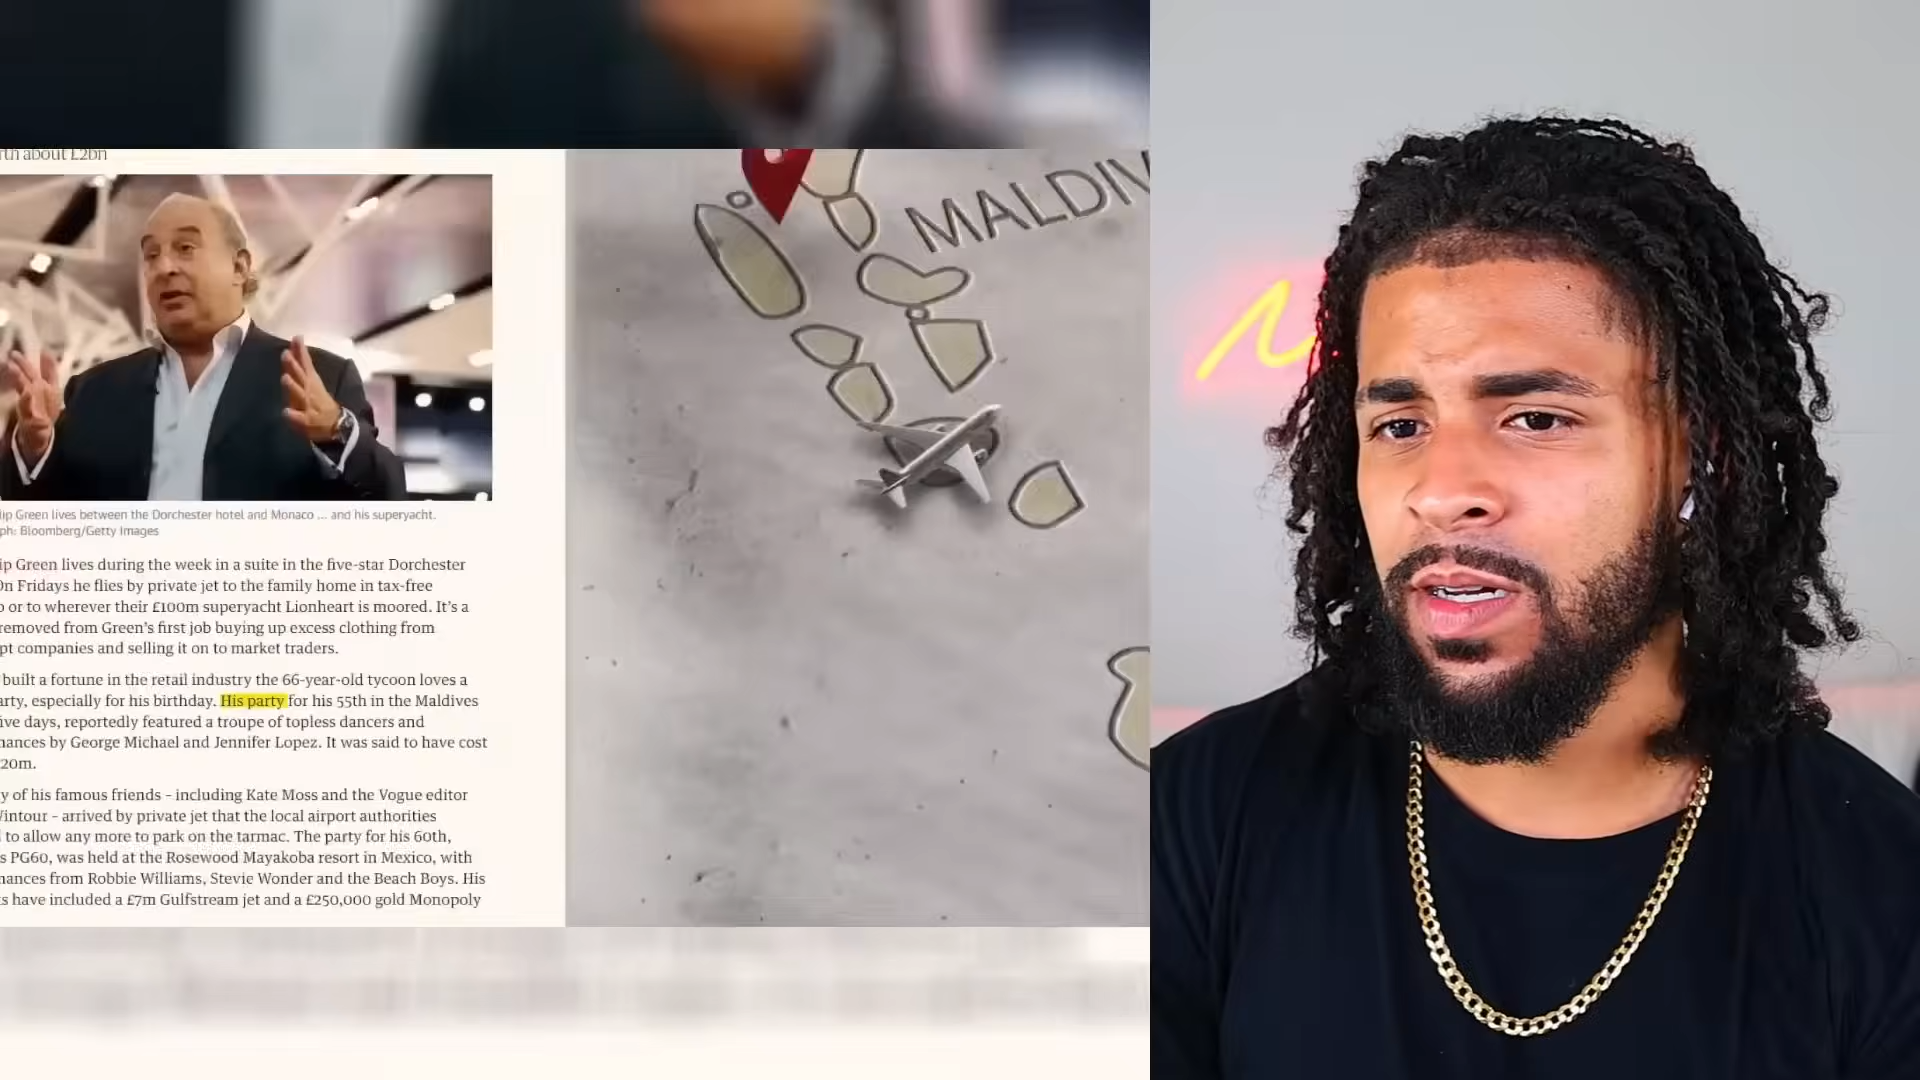 rth about £2bn
MALDIV
lip Green lives between the Dorchester hotel and Monaco ... and his superyacht.
ph: Bloomberg/Getty Images
ip Green lives during the week in a suite in the five-star Dorchester
On Fridays he flies by private jet to the family home in tax-free
o or to wherever their £100m superyacht Lionheart is moored. It's a
removed from Green's first job buying up excess clothing from
pt companies and selling it on to market traders.
built a fortune in the retail industry the 66-year-old tycoon loves a
arty, especially for his birthday. His party for his 55th in the Maldives
ive days, reportedly featured a troupe of topless dancers and
nances by George Michael and Jennifer Lopez. It was said to have cost
20m.
y of his famous friends – including Kate Moss and the Vogue editor
Wintour – arrived by private jet that the local airport authorities
to allow any more to park on the tarmac. The party for his 60th,
s PG60, was held at the Rosewood Mayakoba resort in Mexico, with
nances from Robbie Williams, Stevie Wonder and the Beach Boys. His
s have included a £7m Gulfstream jet and a £250,000 gold Monopoly